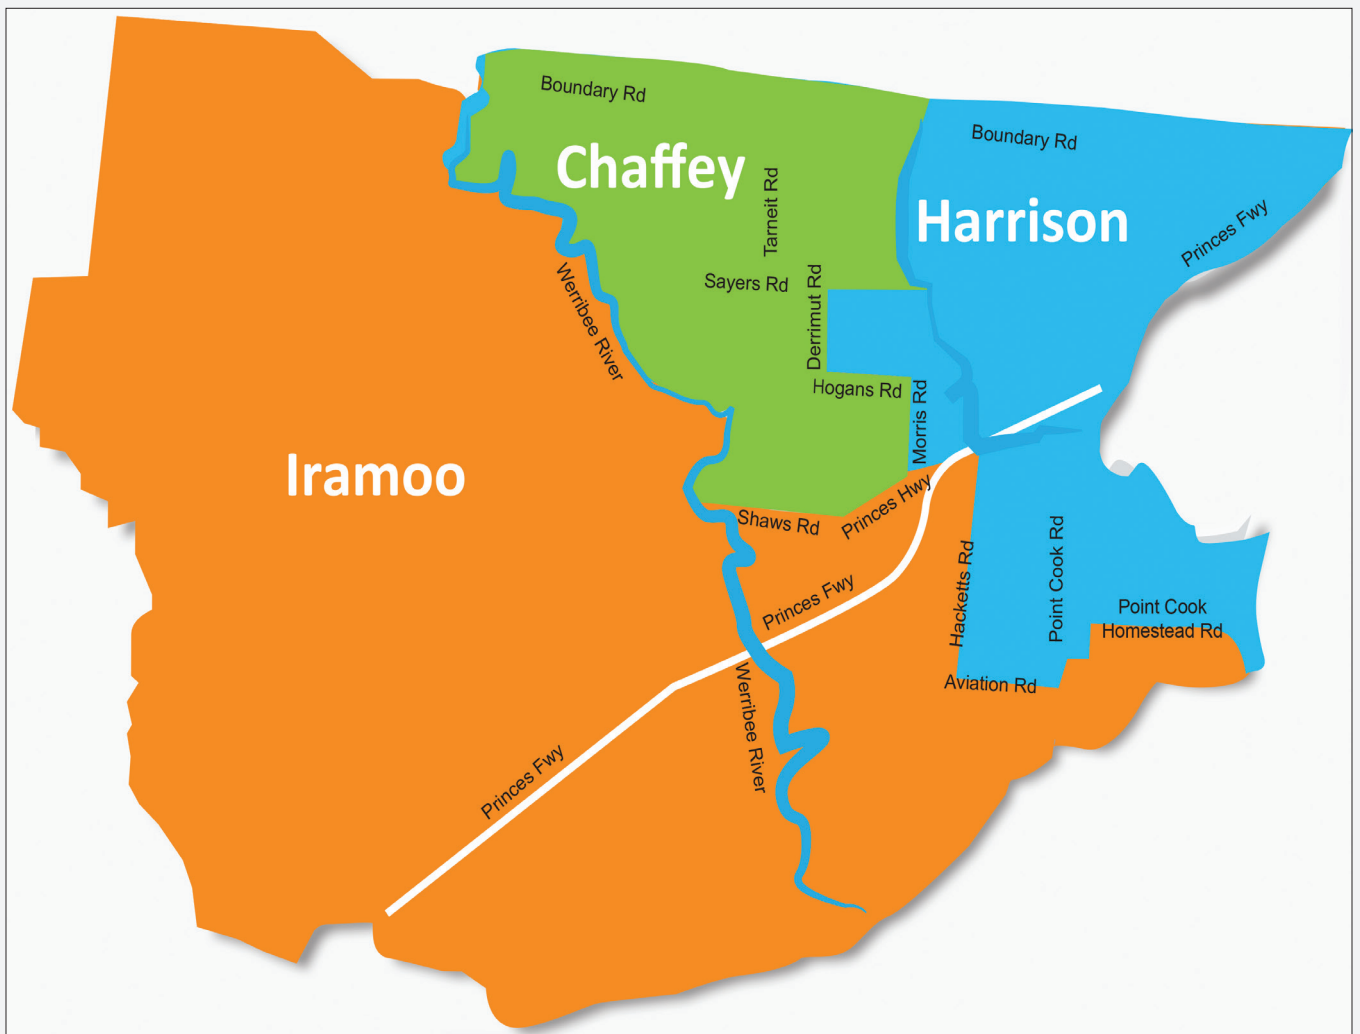 Boundary Rd
Boundary Rd
Chaffey
Tarneit Rd
Harrison
Princes Fwy
Sayers Rd
Derrimut Rd
Werribee River
Hogans Rd
Morris Rd
Iramoo
Shaws Rd
Princes Hwy
Hacketts Rd
Point Cook Rd
Princes Fwy
Point Cook
Homestead Rd
Aviation Rd
Werribee River
Princes Fwy